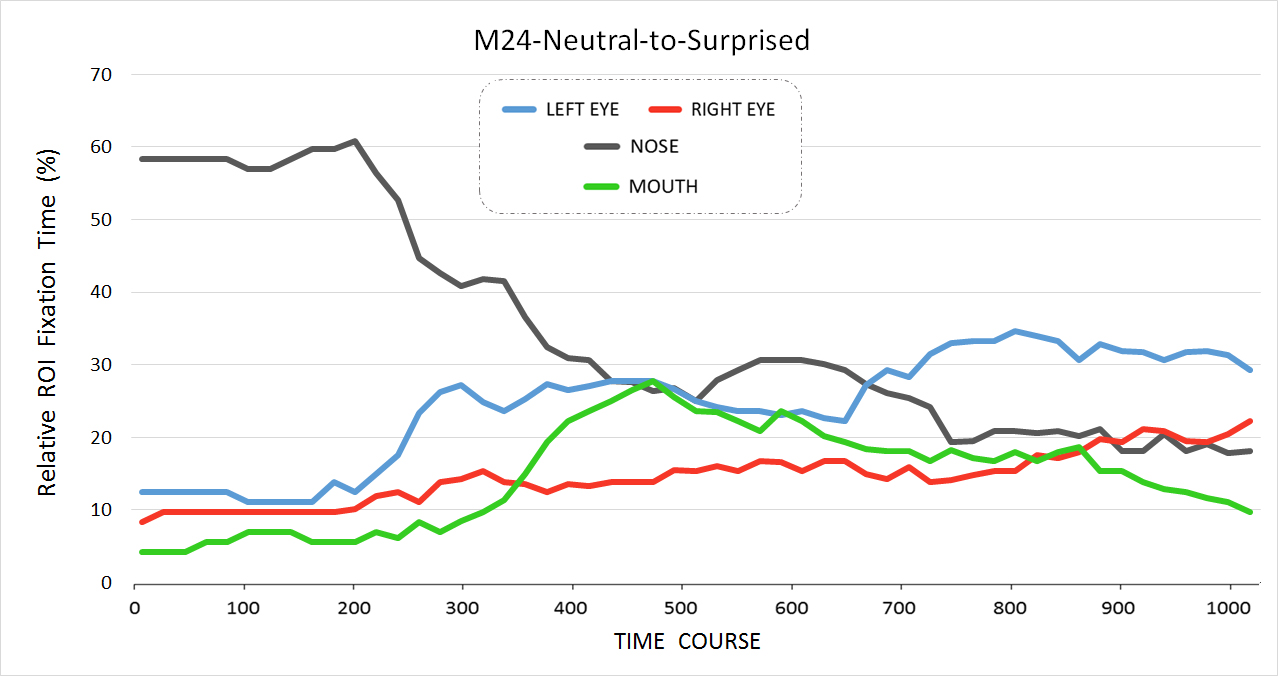 M24-Neutral-to-Surprised
70
60
50
40
30
20
10
0
Relative ROI Fixation Time (%)
LEFT EYE RIGHT EYE
NOSE
MOUTH
0 100 200 300 400 500 600 700 800 900 1000
TIME COURSE